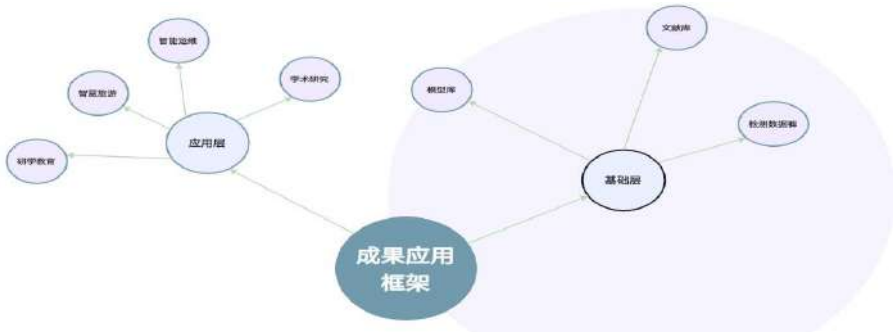 文献库
智能运维
学术研究
模型库
智慧旅游
检测数据
应用层
研学教育
基础层
成果应用
框架